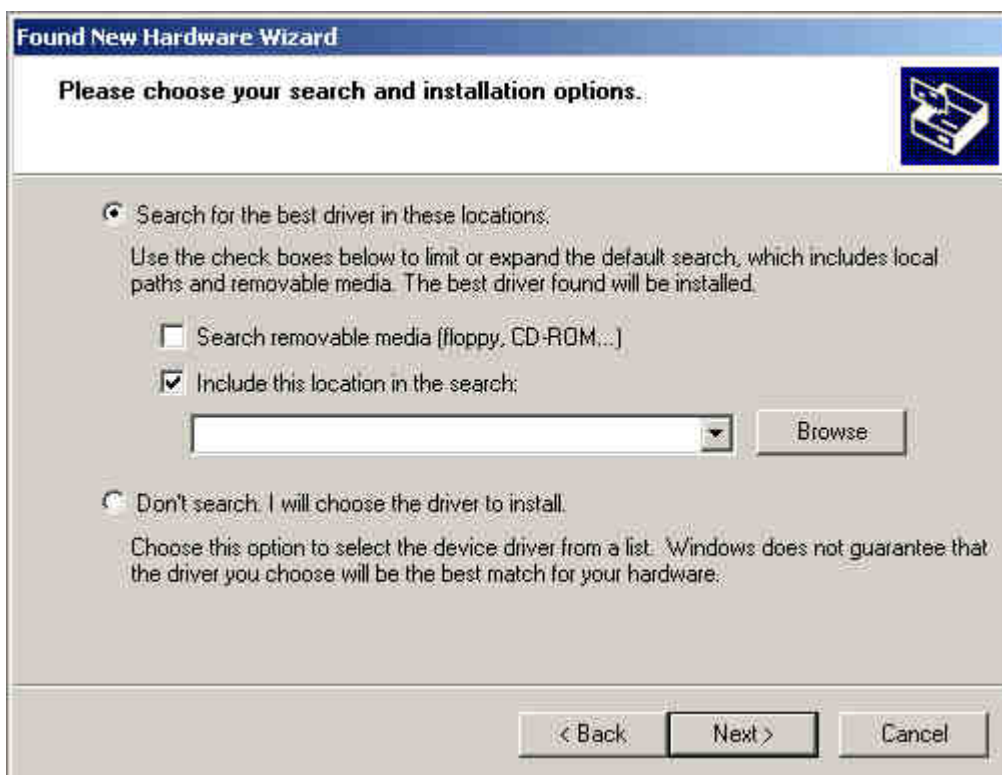 Found New Hardware Wizard
Please choose your search and installation options.
Search for the best driver in these locations.
Use the check boxes below to limit or expand the default search, which includes local
paths and removable media. The best driver found will be installed.
Search removable media (floppy, CD-ROM...)
Include this location in the search:
Browse
Don't search. I will choose the driver to install.
Choose this option to select the device driver from a list. Windows does not guarantee that
the driver you choose will be the best match for your hardware.
< Back
Next >
Cancel